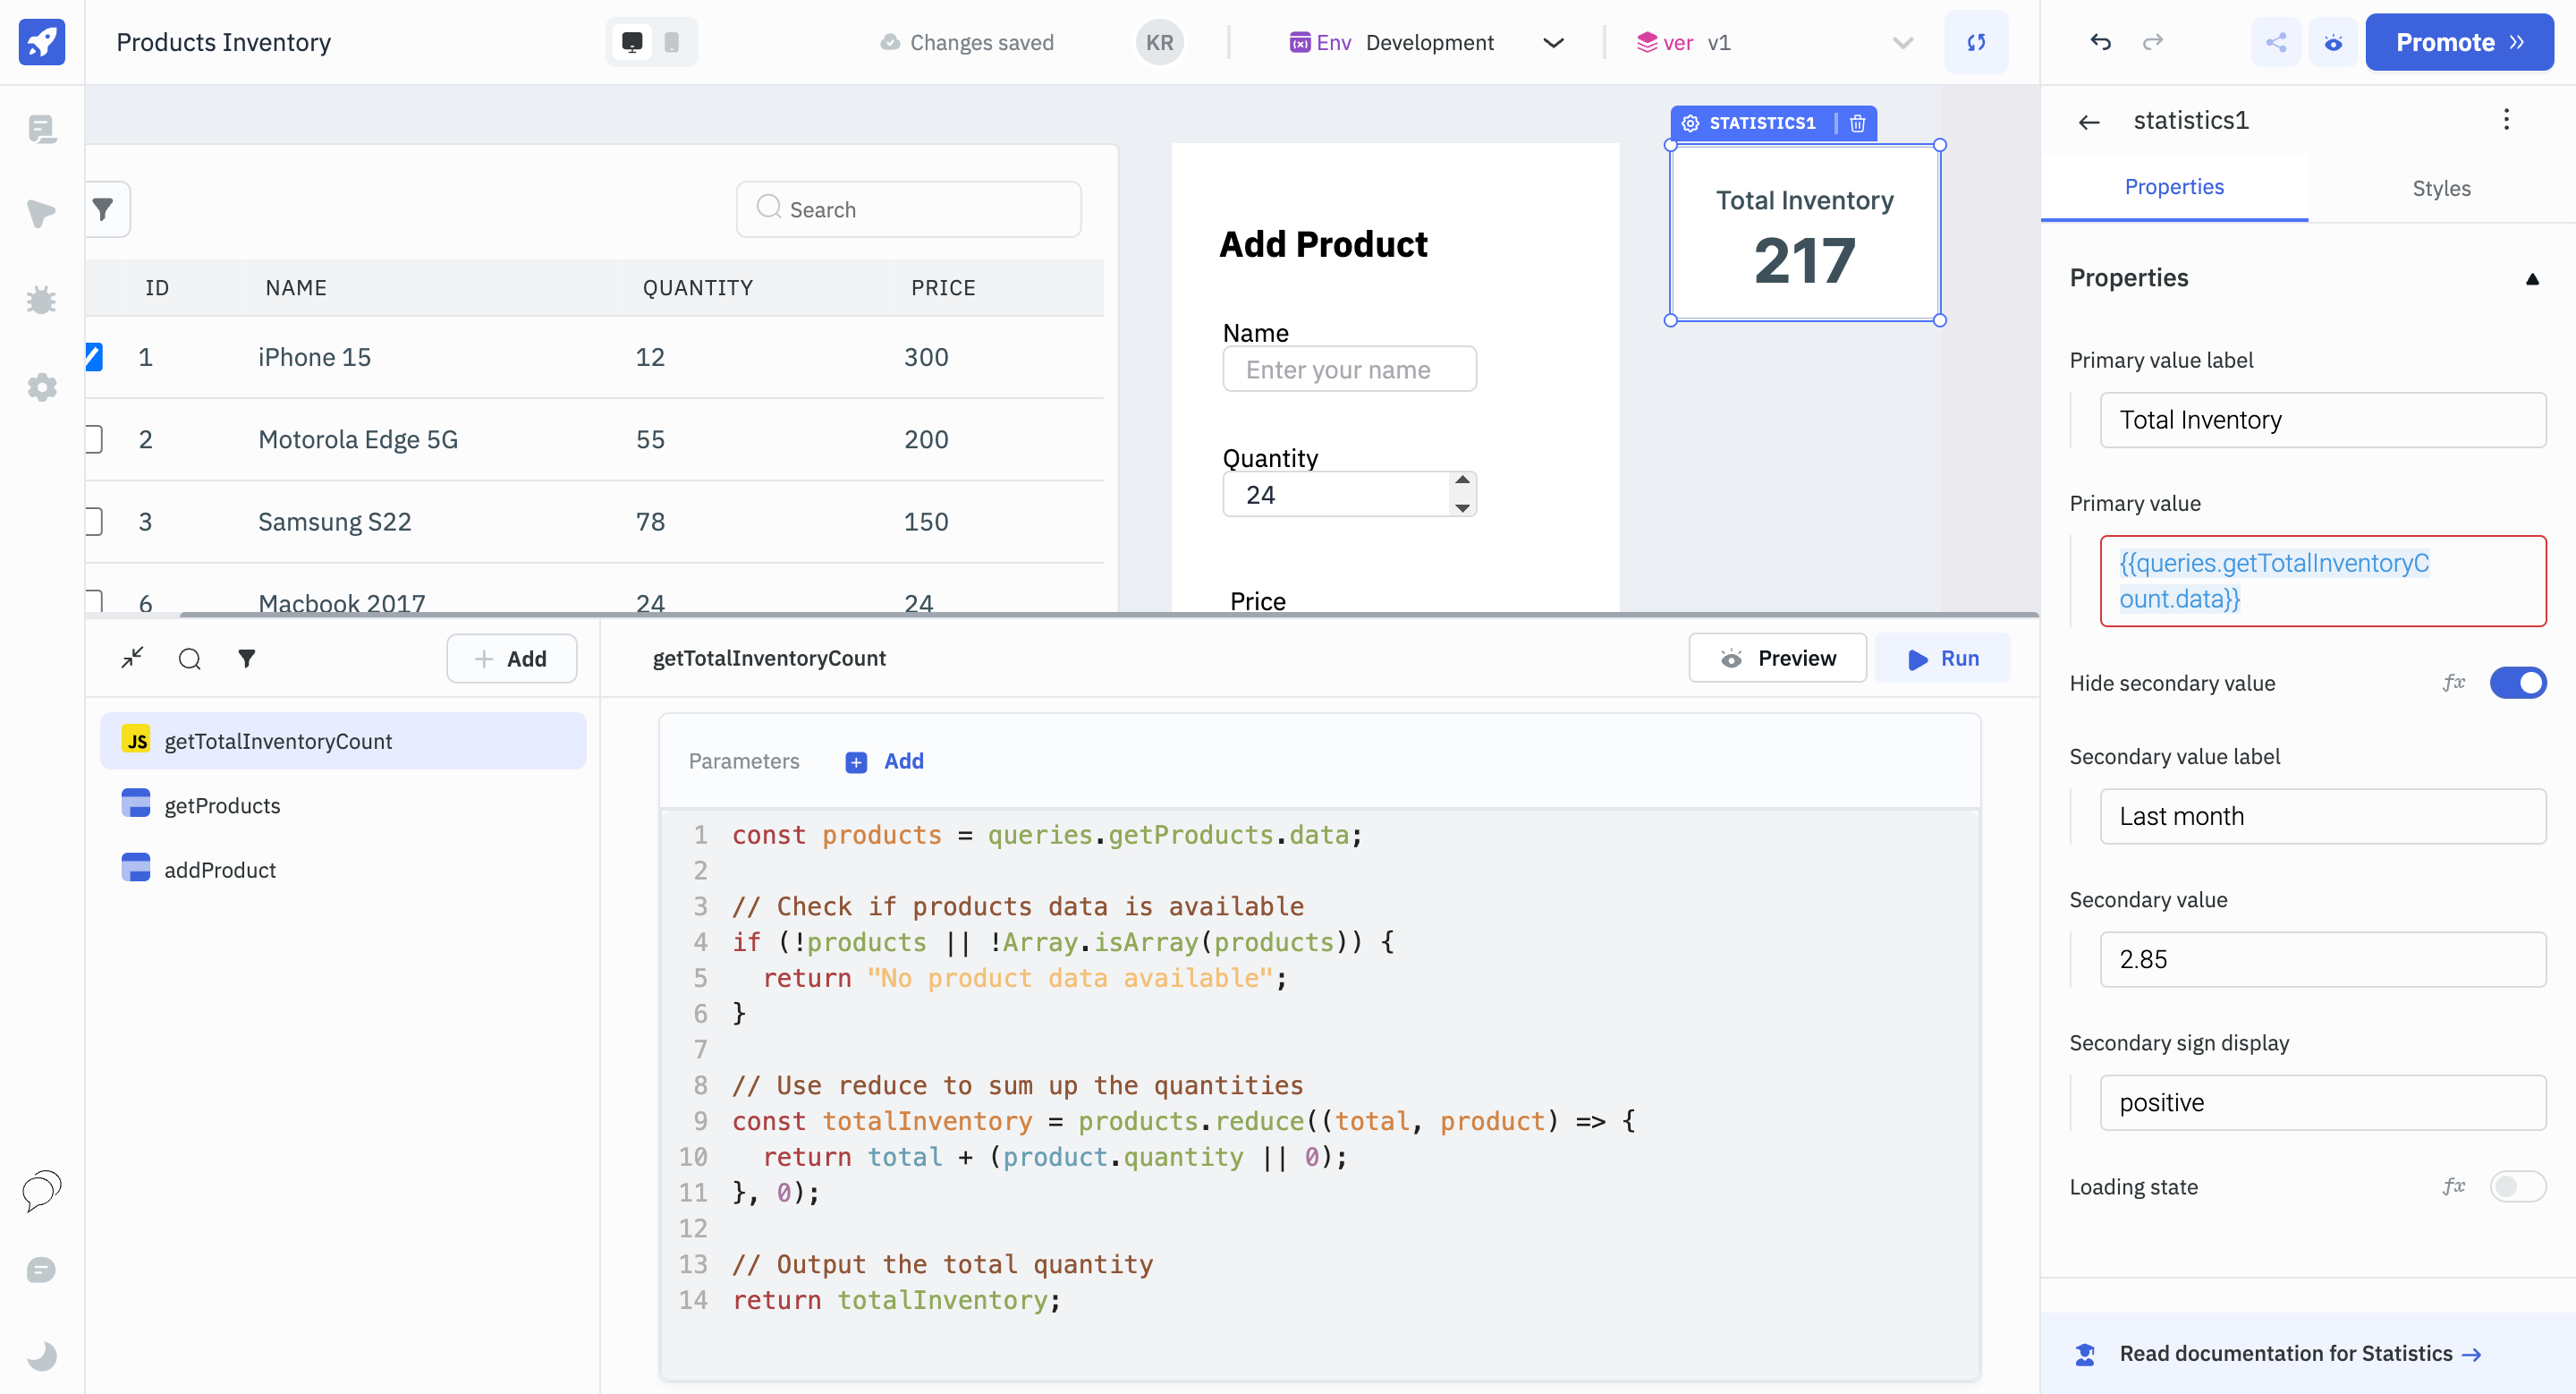 Products Inventory
Changes saved
KR
Env Development
ver v1
Promote
STATISTICS1
Total Inventory
217
Search
ID NAME QUANTITY PRICE
1 iPhone 15 12 300
2 Motorola Edge 5G 55 200
3 Samsung S22 78 150
6 Macbook 2017 24 24
Add Product
Name
Enter your name
Quantity
24
Price
Add
JS getTotalInventoryCount
getProducts
addProduct
getTotalInventoryCount
Preview
Run
Parameters
Add
1 const products = queries.getProducts.data;
2
3 // Check if products data is available
4 if (!products || !Array.isArray(products)) {
5 return "No product data available";
6 }
7
8 // Use reduce to sum up the quantities
9 const totalInventory = products.reduce((total, product) => {
10 return total + (product.quantity || 0);
11 }, 0);
12
13 // Output the total quantity
14 return totalInventory;
statistics1
Properties
Styles
Properties
Primary value label
Total Inventory
Primary value
{{queries.getTotalInventoryC
ount.data}}
Hide secondary value
fx
Secondary value label
Last month
Secondary value
2.85
Secondary sign display
positive
Loading state
fx
Read documentation for Statistics →